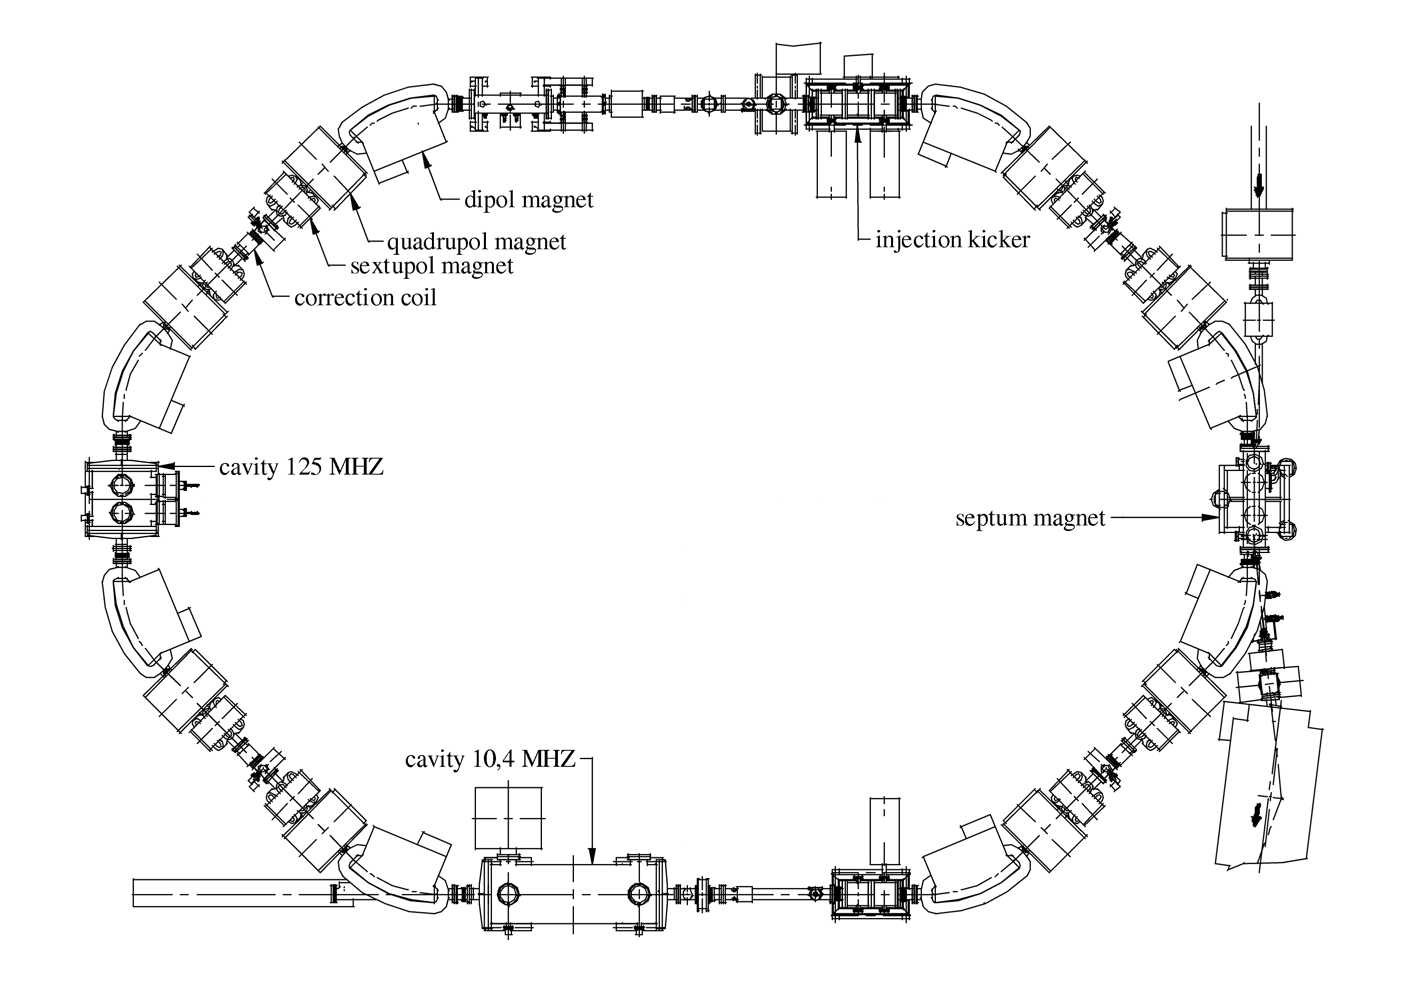 dipol magnet
quadrupol magnet
sextupol magnet
correction coil
injection kicker
cavity 125 MHZ
septum magnet
cavity 10,4 MHZ